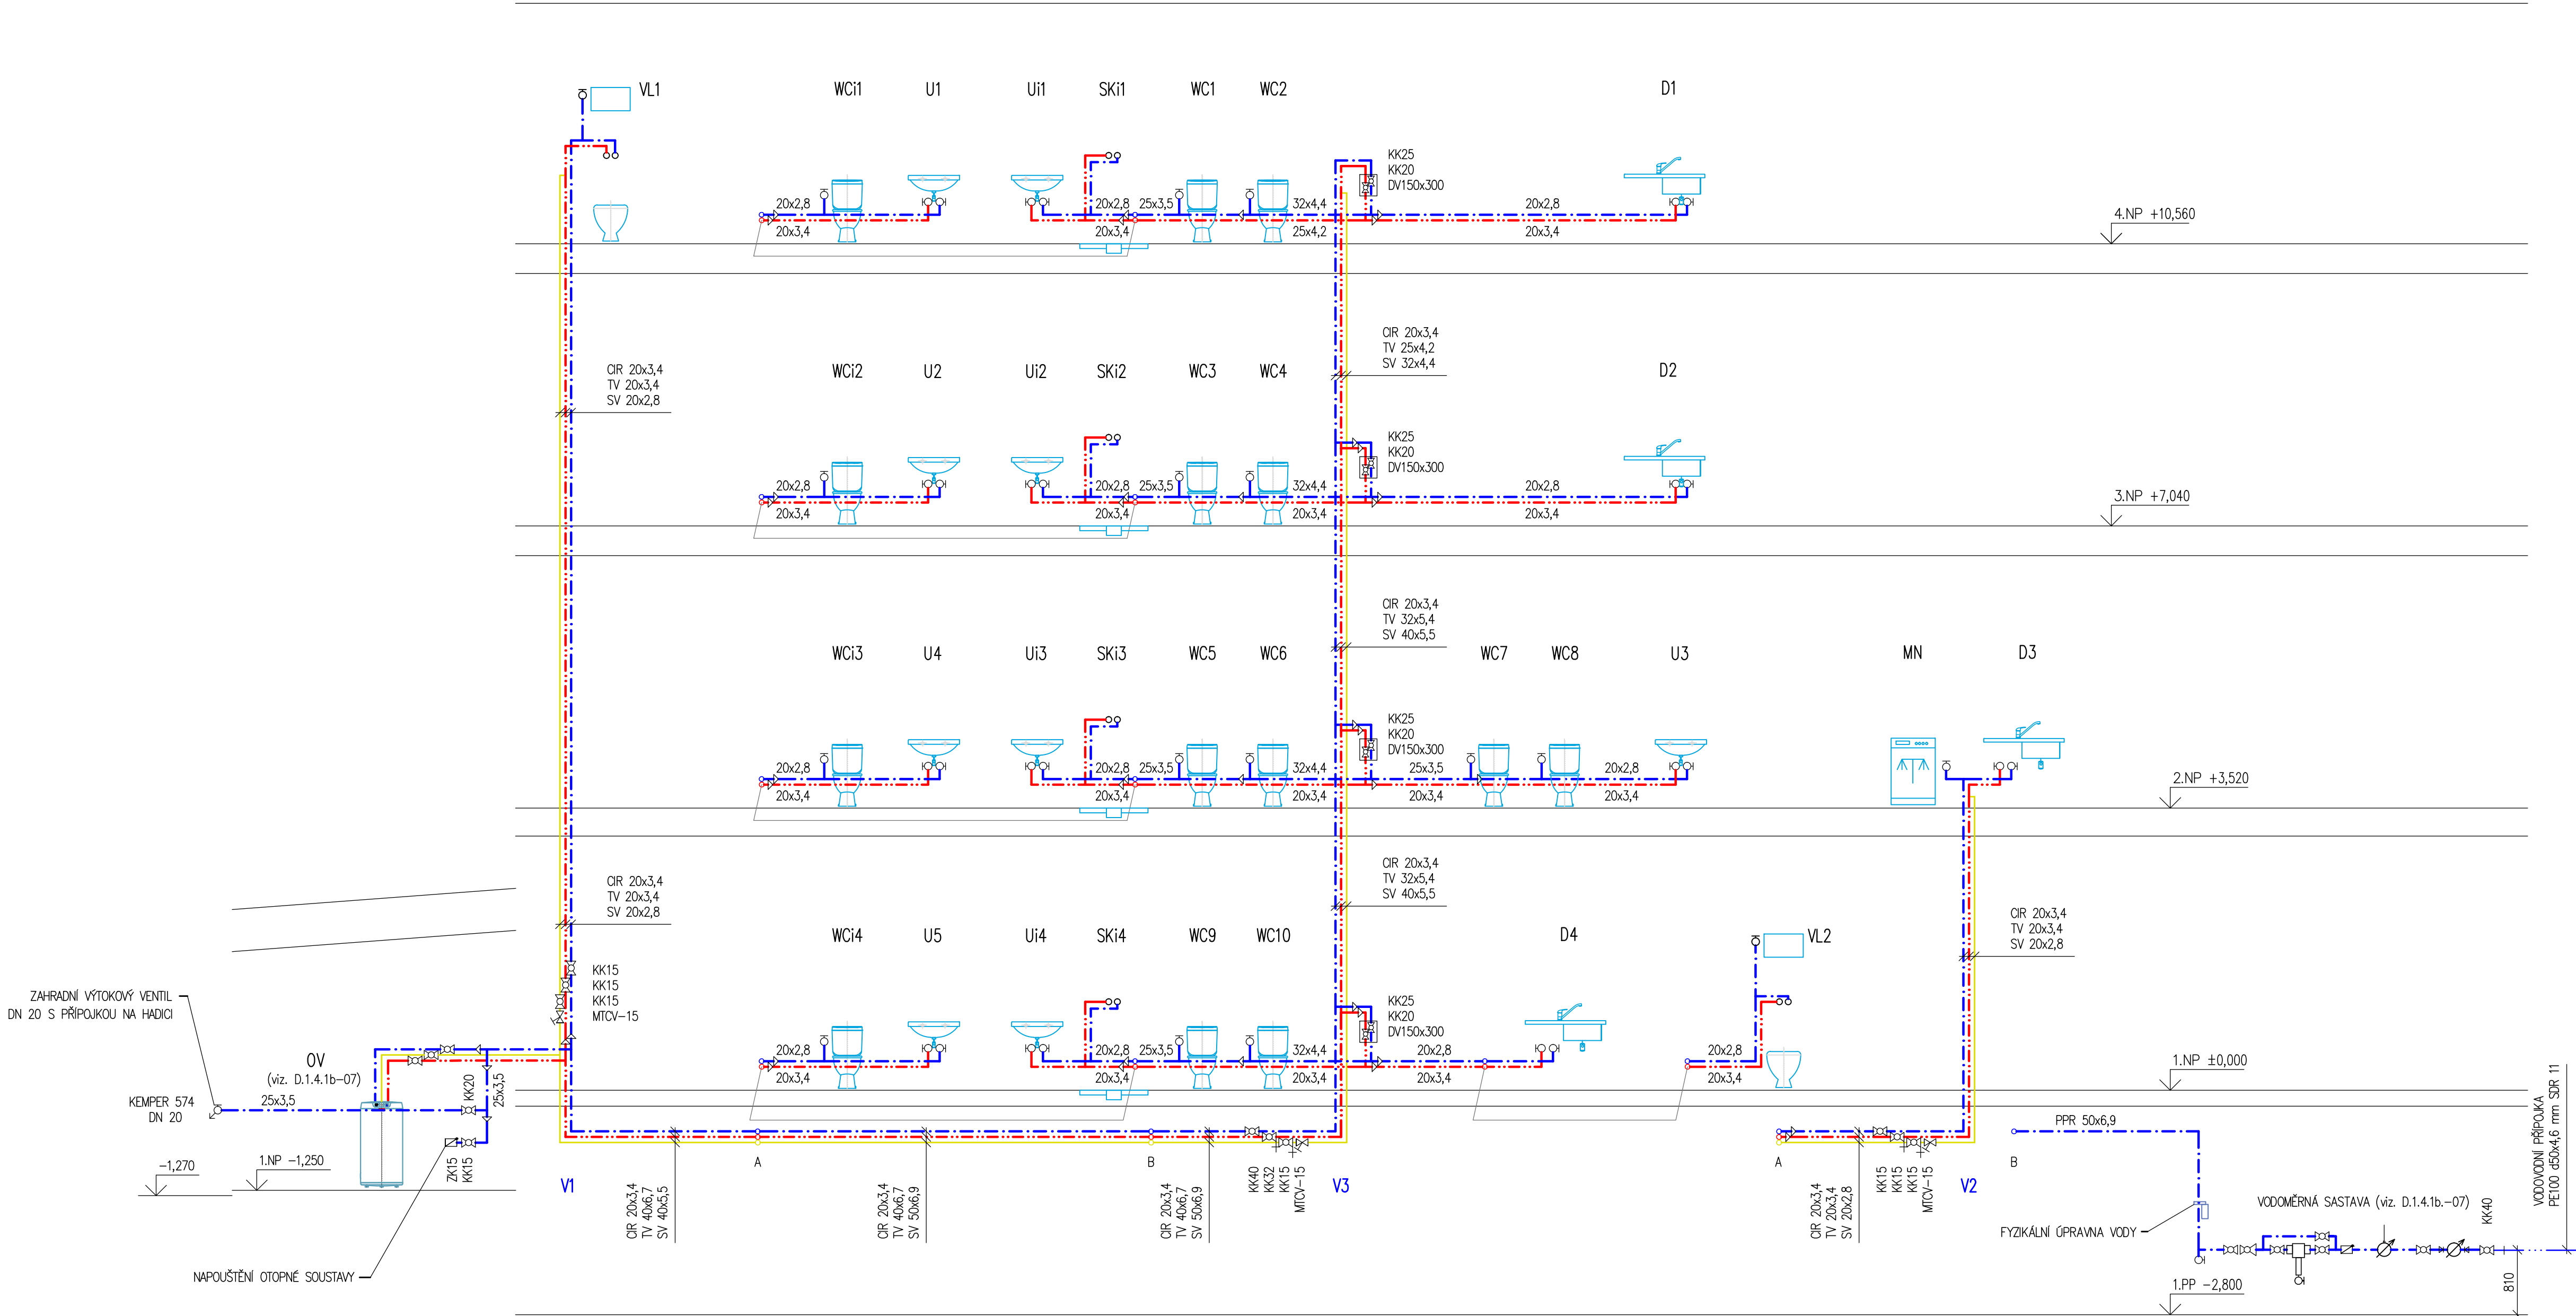 VL1
WCi1
U1
Ui1
SKi1
WC1
WC2
D1
KK25
KK20
DV150x300
20x2,8
20x2,8
25x3,5
32x4,4
20x2,8
20x3,4
20x3,4
25x4,2
20x3,4
4.NP +10,560
CIR 20x3,4
TV 25x4,2
SV 32x4,4
CIR 20x3,4
TV 20x3,4
SV 20x2,8
WCi2
U2
Ui2
SKi2
WC3
WC4
D2
KK25
KK20
DV150x300
20x2,8
20x2,8
25x3,5
32x4,4
20x2,8
20x3,4
20x3,4
20x3,4
20x3,4
3.NP +7,040
CIR 20x3,4
TV 32x5,4
SV 40x5,5
WCi3
U4
Ui3
SKi3
WC5
WC6
WC7
WC8
U3
MN
D3
KK25
KK20
DV150x300
20x2,8
20x2,8
25x3,5
32x4,4
25x3,5
20x2,8
20x3,4
20x3,4
20x3,4
20x3,4
20x3,4
2.NP +3,520
CIR 20x3,4
TV 20x3,4
SV 20x2,8
CIR 20x3,4
TV 32x5,4
SV 40x5,5
CIR 20x3,4
TV 20x3,4
SV 20x2,8
WCi4
U5
Ui4
SKi4
WC9
WC10
D4
VL2
KK15
KK15
KK15
MTCV-15
KK25
KK20
DV150x300
ZAHRADNÍ VÝTOKOVÝ VENTIL
DN 20 S PŘÍPOJKOU NA HADICI
OV
(viz. D.1.4.1b-07)
20x2,8
20x2,8
25x3,5
32x4,4
20x2,8
20x2,8
20x3,4
20x3,4
20x3,4
20x3,4
20x3,4
1.NP ±0,000
KEMPER 574
DN 20
25x3,5
KK20
25x3,5
ZK15
KK15
-1,270
1.NP -1,250
NAPOUŠTĚNÍ OTOPNÉ SOUSTAVY
V1
CIR 20x3,4
TV 40x6,7
SV 40x5,5
A
CIR 20x3,4
TV 40x6,7
SV 50x6,9
B
CIR 20x3,4
TV 40x6,7
SV 50x6,9
KK40
KK32
KK15
MTCV-15
V3
A
CIR 20x3,4
TV 20x3,4
SV 20x2,8
KK15
KK15
KK15
MTCV-15
V2
B
PPR 50x6,9
FYZIKÁLNÍ ÚPRAVNA VODY
VODOMĚRNÁ SASTAVA (viz. D.1.4.1b.-07)
KK40
VODOVODNÍ PŘÍPOJKA
PE100 d50x4,6 mm SDR 11
1.PP -2,800
810